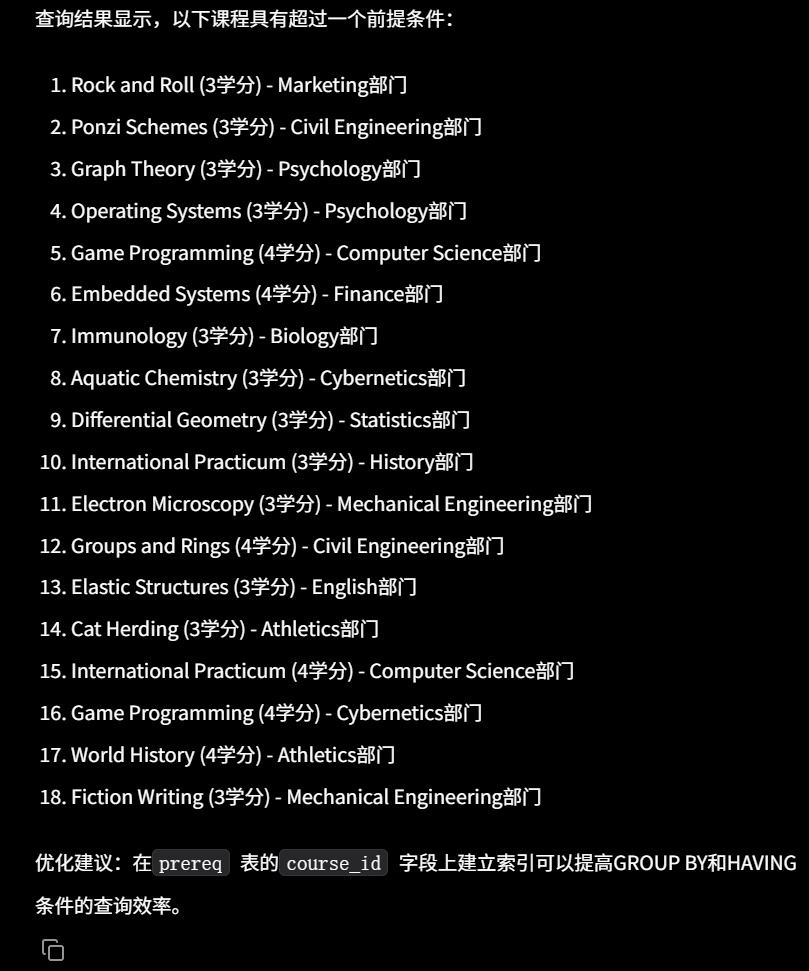 查询结果显示，以下课程具有超过一个前提条件：
1. Rock and Roll (3学分) - Marketing部门
2. Ponzi Schemes (3学分) - Civil Engineering部门
3. Graph Theory (3学分) - Psychology部门
4. Operating Systems (3学分) - Psychology部门
5. Game Programming (4学分) - Computer Science部门
6. Embedded Systems (4学分) - Finance部门
7. Immunology (3学分) - Biology部门
8. Aquatic Chemistry (3学分) - Cybernetics部门
9. Differential Geometry (3学分) - Statistics部门
10. International Practicum (3学分) - History部门
11. Electron Microscopy (3学分) - Mechanical Engineering部门
12. Groups and Rings (4学分) - Civil Engineering部门
13. Elastic Structures (3学分) - English部门
14. Cat Herding (3学分) - Athletics部门
15. International Practicum (4学分) - Computer Science部门
16. Game Programming (4学分) - Cybernetics部门
17. World History (4学分) - Athletics部门
18. Fiction Writing (3学分) - Mechanical Engineering部门
优化建议：在 prereq 表的 course_id 字段上建立索引可以提高GROUP BY和HAVING
条件的查询效率。